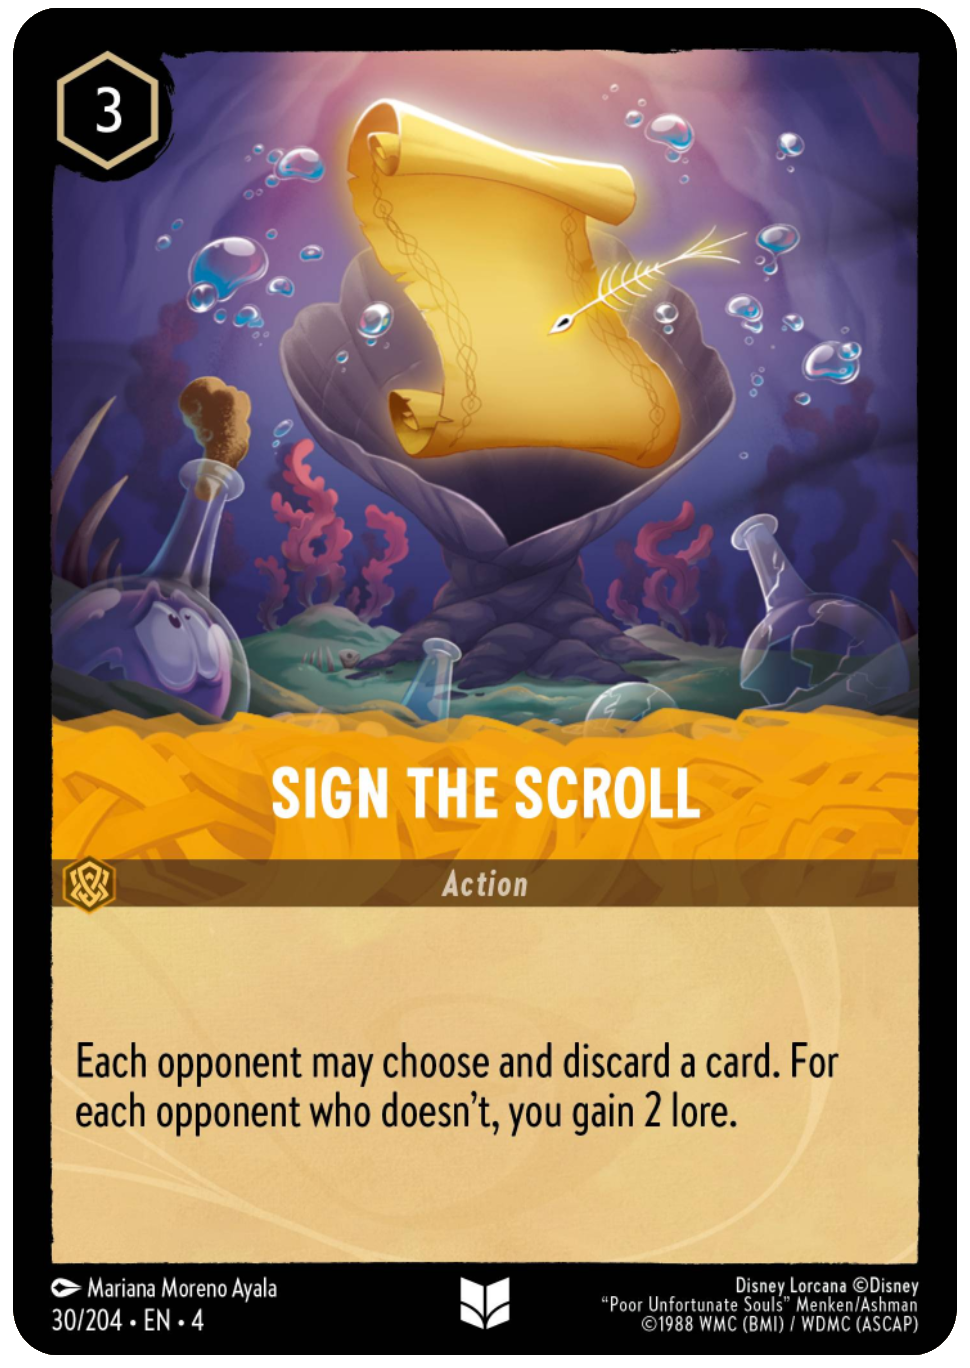 3
SIGN THE SCROLL
Action
Each opponent may choose and discard a card. For
each opponent who doesn't, you gain 2 lore.
Mariana Moreno Ayala
30/204 • EN • 4
Disney Lorcana ©Disney
“Poor Unfortunate Souls” Menken/Ashman
©1988 WMC (BMI) / WDMC (ASCAP)